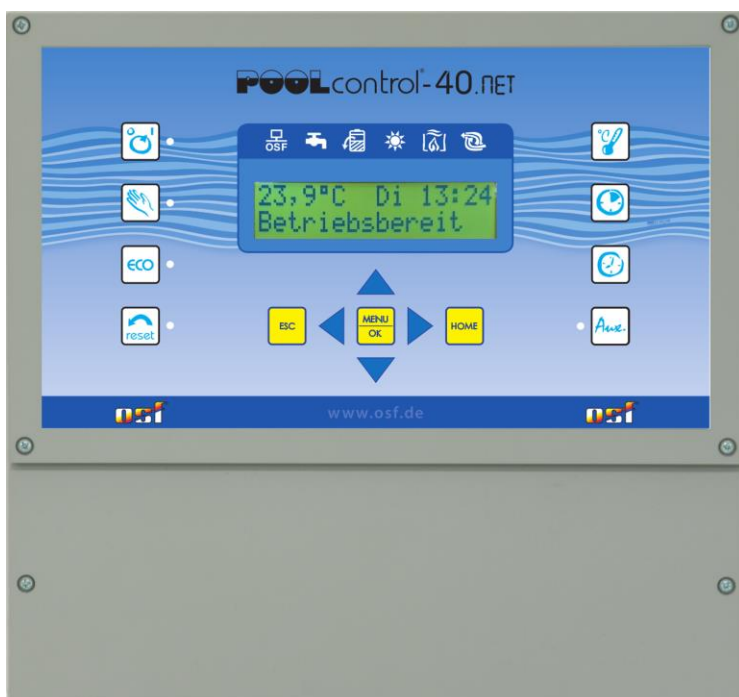 POOLcontrol®-40.net
OSF
°C
23,9°C Di 13:24
Betriebsbereit
ECO
reset
ESC
MENU
OK
HOME
Aux.
osf
www.osf.de
osf